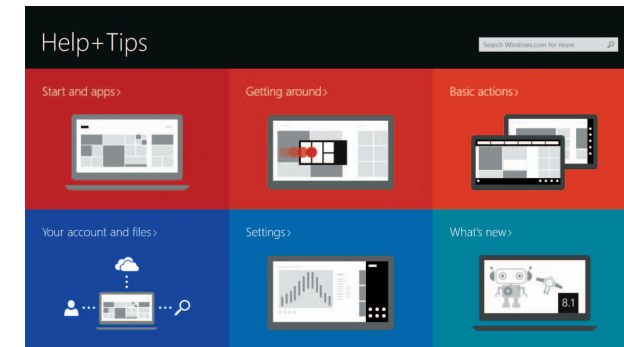 Help+Tips
Search Windows.com for more
Start and apps>
Getting around>
Basic actions>
Your account and files>
Settings>
What's new>
8.1